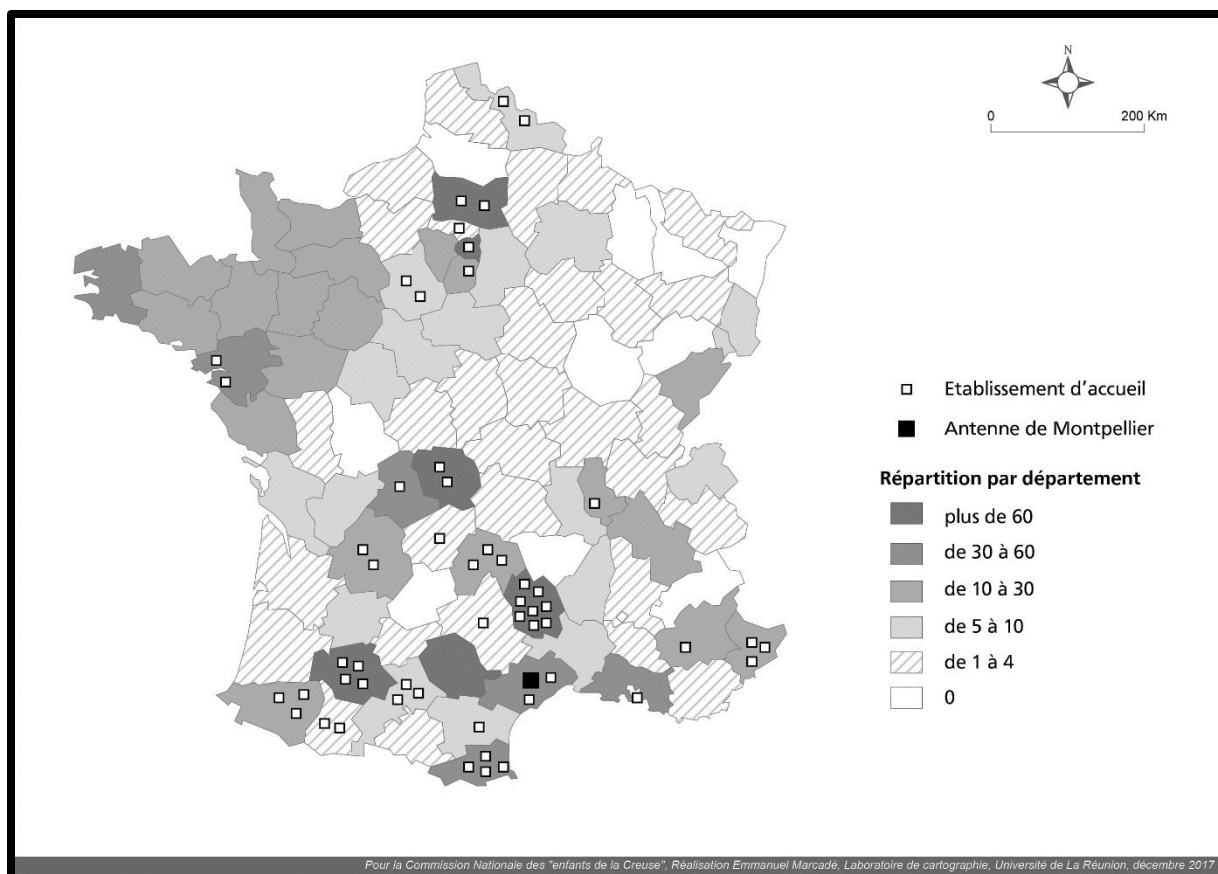 N
0 200 Km
Etablissement d’accueil
Antenne de Montpellier
Répartition par département
plus de 60
de 30 à 60
de 10 à 30
de 5 à 10
de 1 à 4
0
Pour la Commission Nationale des "enfants de la Creuse", Réalisation Emmanuel Marcadé, Laboratoire de cartographie, Université de La Réunion, décembre 2017